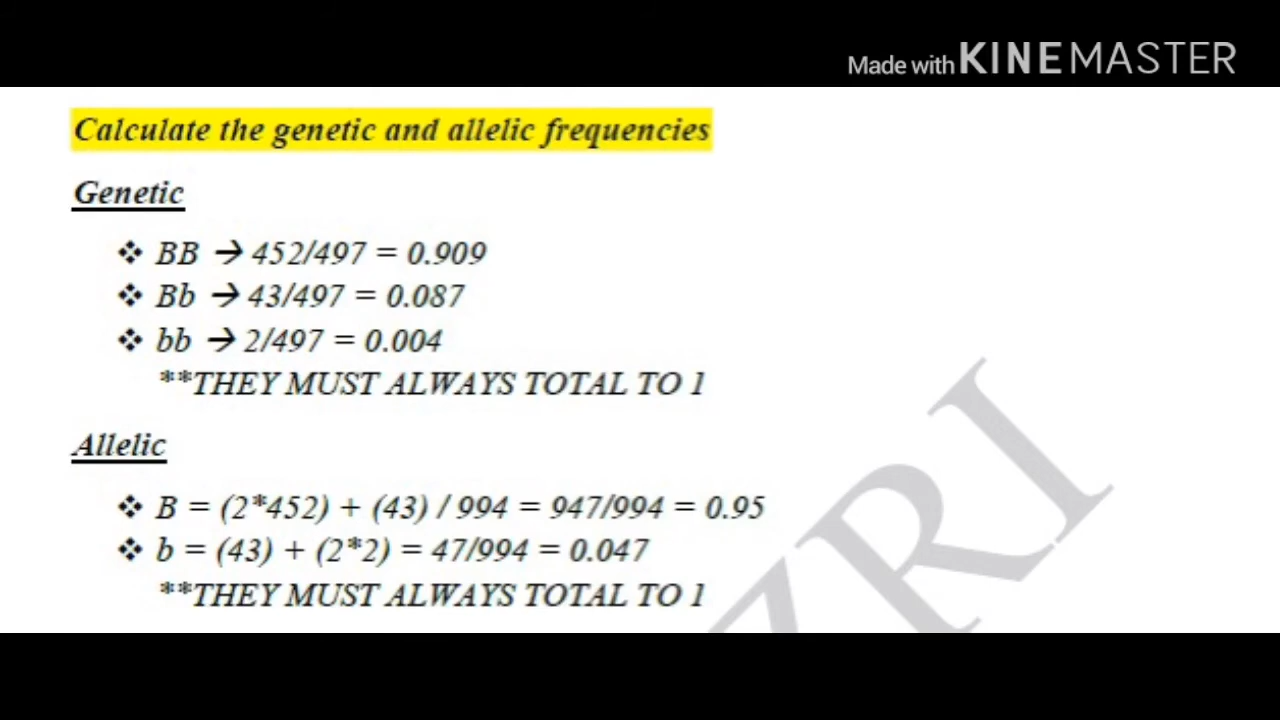 Made with KINEMASTER
Calculate the genetic and allelic frequencies
Genetic
❖ BB → 452/497 = 0.909
❖ Bb → 43/497 = 0.087
❖ bb → 2/497 = 0.004
**THEY MUST ALWAYS TOTAL TO 1
Allelic
❖ B = (2*452) + (43) / 994 = 947/994 = 0.95
❖ b = (43) + (2*2) = 47/994 = 0.047
**THEY MUST ALWAYS TOTAL TO 1
ZRI